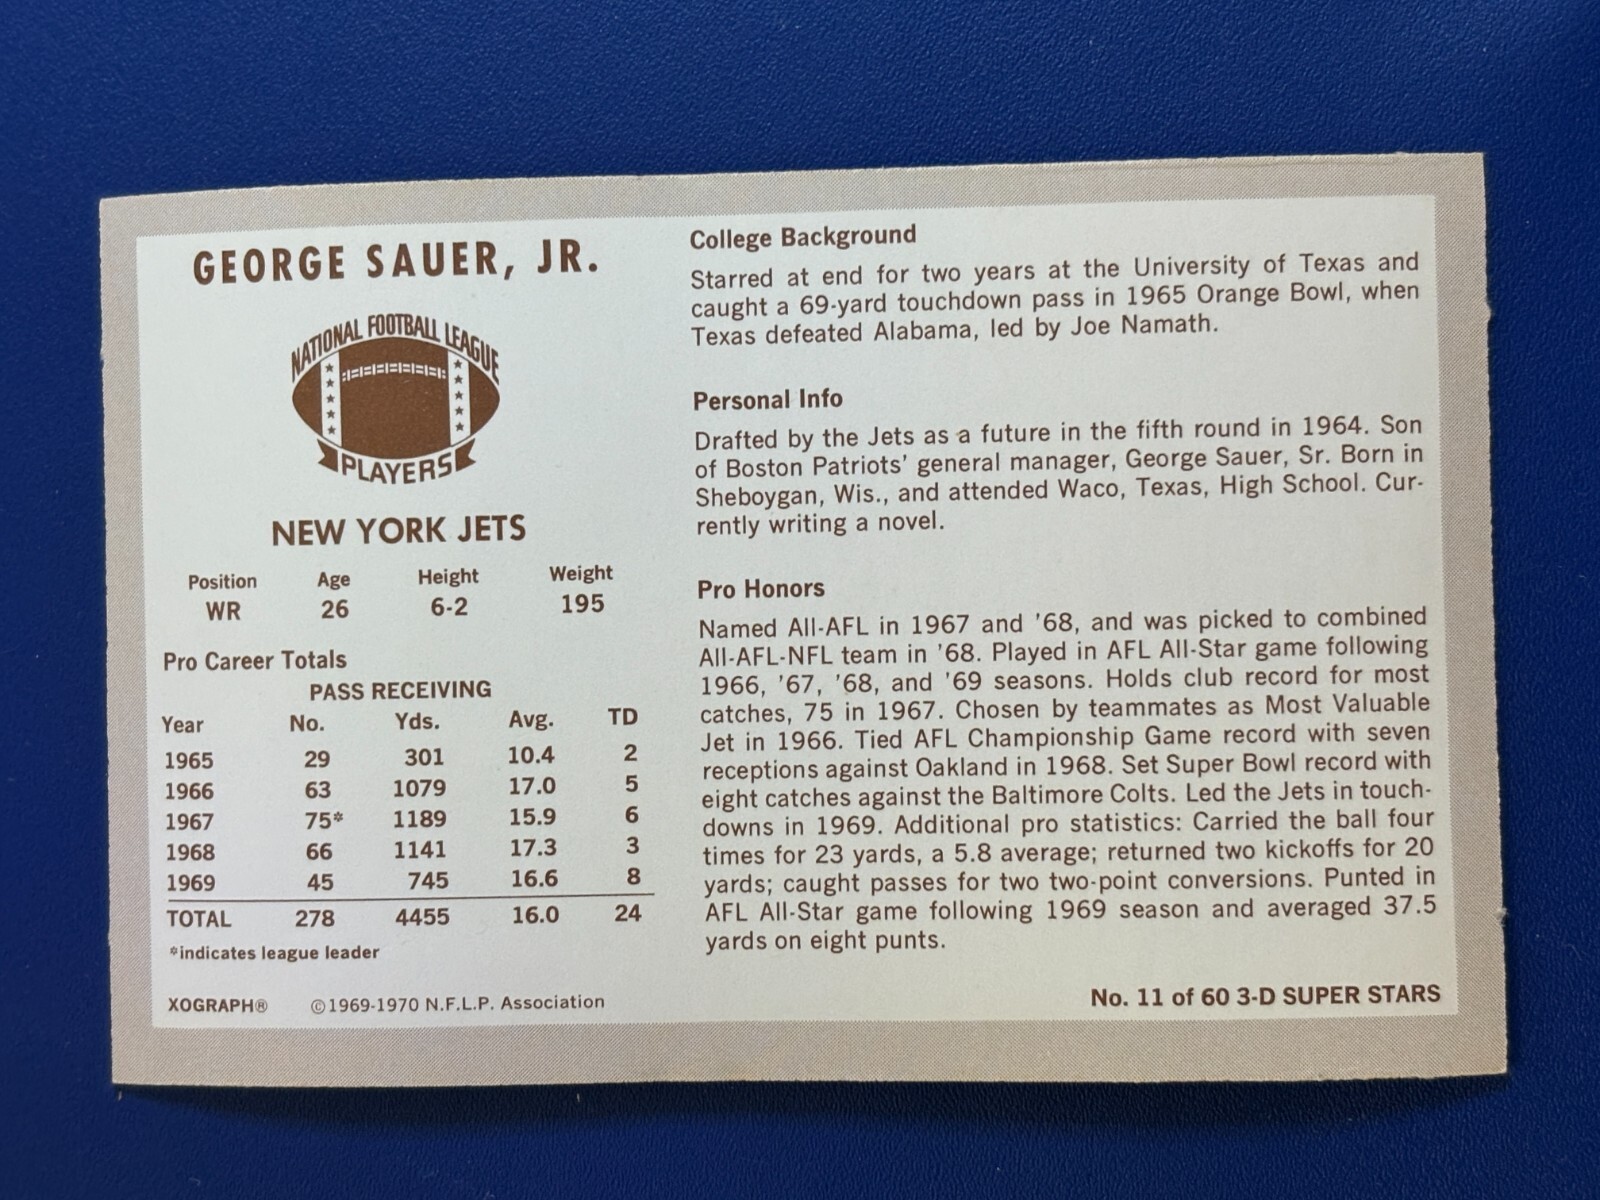 GEORGE SAUER, JR.
NATIONAL FOOTBALL LEAGUE
PLAYERS
NEW YORK JETS
Position Age Height Weight
WR 26 6-2 195
Pro Career Totals
PASS RECEIVING
Year No. Yds. Avg. TD
1965 29 301 10.4 2
1966 63 1079 17.0 5
1967 75* 1189 15.9 6
1968 66 1141 17.3 3
1969 45 745 16.6 8
TOTAL 278 4455 16.0 24
*indicates league leader
XOGRAPH® ©1969-1970 N.F.L.P. Association
College Background
Starred at end for two years at the University of Texas and
caught a 69-yard touchdown pass in 1965 Orange Bowl, when
Texas defeated Alabama, led by Joe Namath.
Personal Info
Drafted by the Jets as a future in the fifth round in 1964. Son
of Boston Patriots' general manager, George Sauer, Sr. Born in
Sheboygan, Wis., and attended Waco, Texas, High School. Cur-
rently writing a novel.
Pro Honors
Named All-AFL in 1967 and '68, and was picked to combined
All-AFL-NFL team in '68. Played in AFL All-Star game following
1966, '67, '68, and '69 seasons. Holds club record for most
catches, 75 in 1967. Chosen by teammates as Most Valuable
Jet in 1966. Tied AFL Championship Game record with seven
receptions against Oakland in 1968. Set Super Bowl record with
eight catches against the Baltimore Colts. Led the Jets in touch-
downs in 1969. Additional pro statistics: Carried the ball four
times for 23 yards, a 5.8 average; returned two kickoffs for 20
yards; caught passes for two two-point conversions. Punted in
AFL All-Star game following 1969 season and averaged 37.5
yards on eight punts.
No. 11 of 60 3-D SUPER STARS